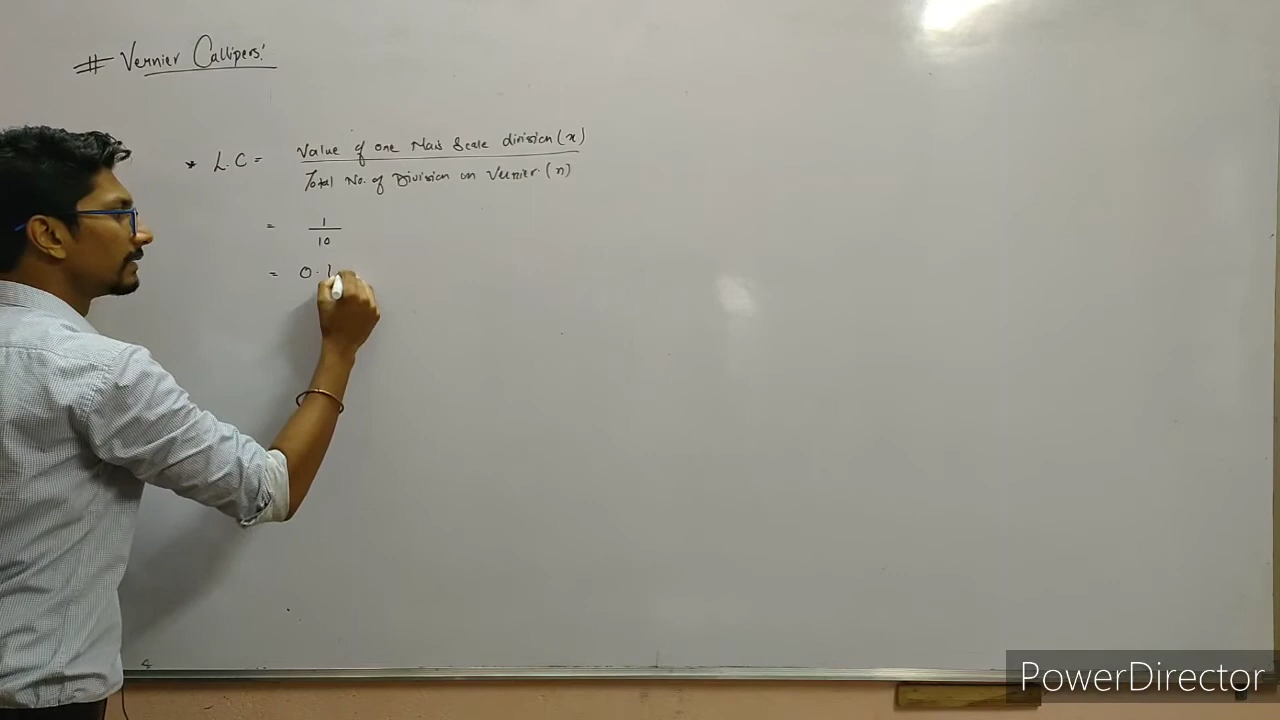 # Vernier Callipers:
* L.C = Value of one Main Scale division (x)
Total No. of Division on Vernier. (n)
= 1
10
= 0.1
PowerDirector